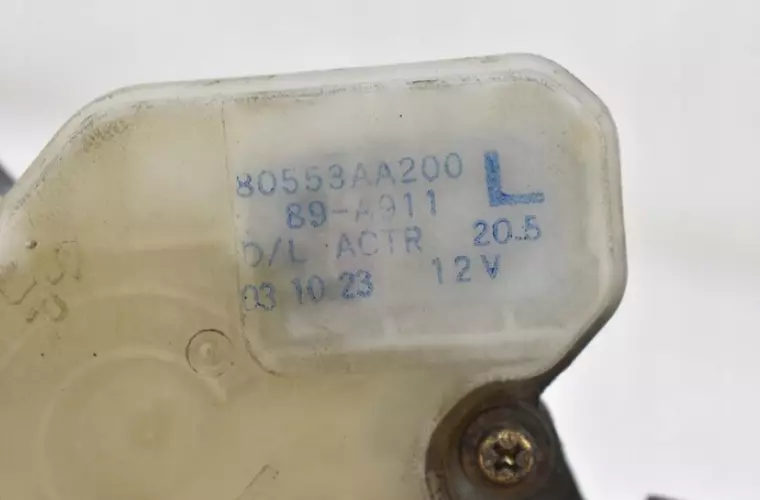 80553AA200 L
89-A911
D/L ACTR 20.5
03 10 23 12V